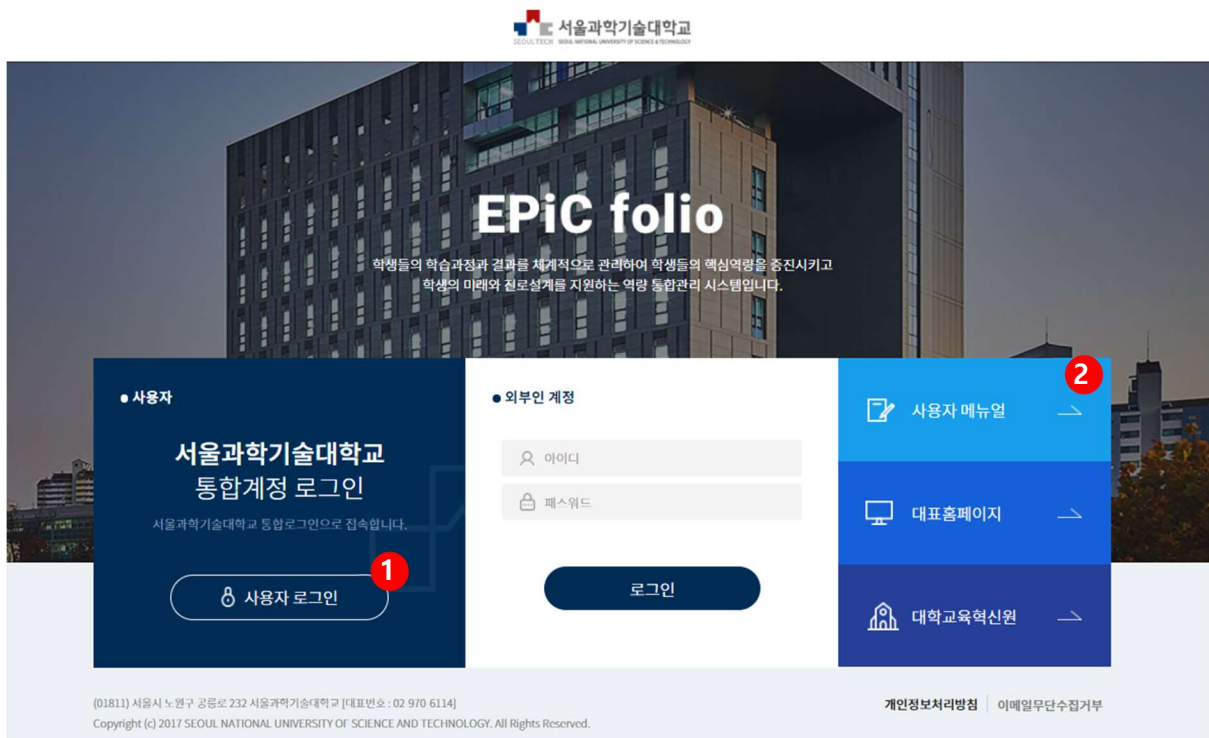 서울과학기술대학교
SEOULTECH SEOUL NATIONAL UNIVERSITY OF SCIENCE & TECHNOLOGY
EPiC folio
학생들의 학습과정과 결과를 체계적으로 관리하여 학생들의 핵심역량을 증진시키고
학생의 미래와 진로설계를 지원하는 역량 통합관리 시스템입니다.
사용자
서울과학기술대학교
통합계정 로그인
서울과학기술대학교 통합로그인으로 접속합니다.
1
사용자 로그인
외부인 계정
아이디
패스워드
로그인
2
사용자 메뉴얼
대표홈페이지
대학교육혁신원
(01811) 서울시 노원구 공릉로 232 서울과학기술대학교 [대표번호 : 02 970 6114]
Copyright (c) 2017 SEOUL NATIONAL UNIVERSITY OF SCIENCE AND TECHNOLOGY. All Rights Reserved.
개인정보처리방침
이메일무단수집거부